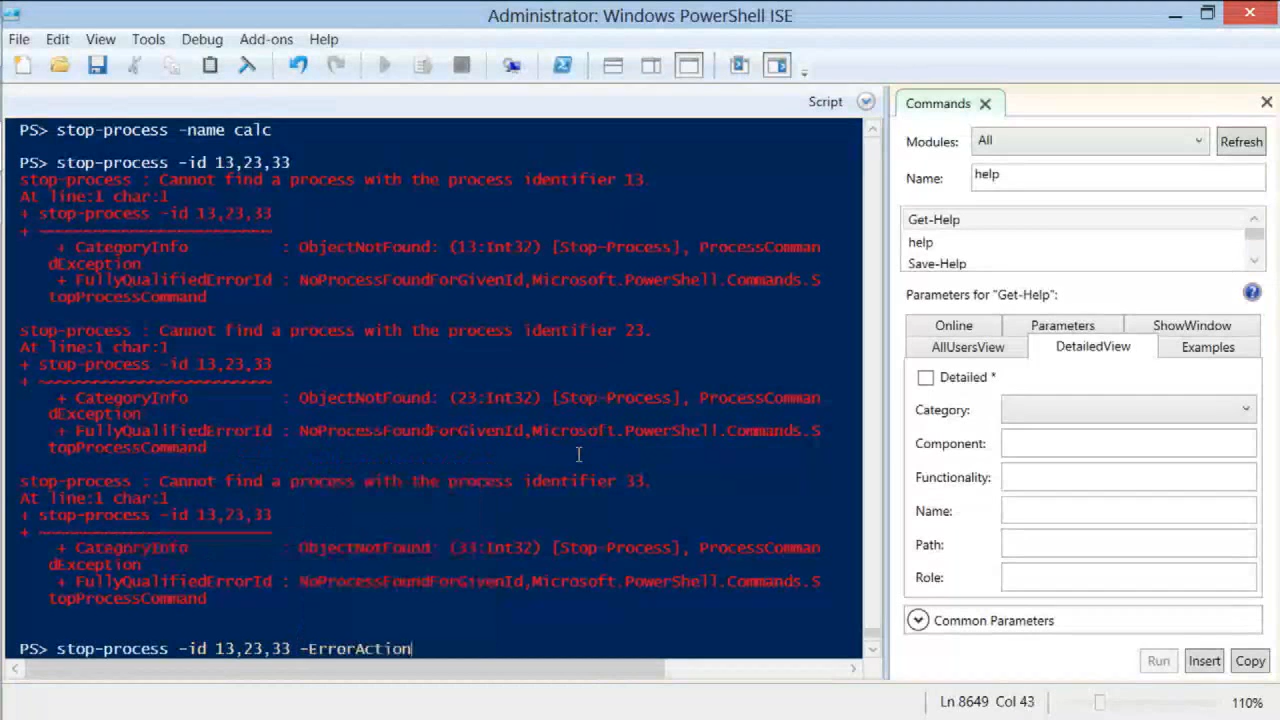 Administrator: Windows PowerShell ISE
File Edit View Tools Debug Add-ons Help
Script
PS> stop-process -name calc
PS> stop-process -id 13,23,33
stop-process : Cannot find a process with the process identifier 13.
At line:1 char:1
+ stop-process -id 13,23,33
+ ~~~~~~~~~~~~~~~~~~~~~~~~~
+ CategoryInfo : ObjectNotFound: (13:Int32) [Stop-Process], ProcessComman
dException
+ FullyQualifiedErrorId : NoProcessFoundForGivenId,Microsoft.PowerShell.Commands.S
topProcessCommand
stop-process : Cannot find a process with the process identifier 23.
At line:1 char:1
+ stop-process -id 13,23,33
+ ~~~~~~~~~~~~~~~~~~~~~~~~~
+ CategoryInfo : ObjectNotFound: (23:Int32) [Stop-Process], ProcessComman
dException
+ FullyQualifiedErrorId : NoProcessFoundForGivenId,Microsoft.PowerShell.Commands.S
topProcessCommand
stop-process : Cannot find a process with the process identifier 33.
At line:1 char:1
+ stop-process -id 13,23,33
+ ~~~~~~~~~~~~~~~~~~~~~~~~~
+ CategoryInfo : ObjectNotFound: (33:Int32) [Stop-Process], ProcessComman
dException
+ FullyQualifiedErrorId : NoProcessFoundForGivenId,Microsoft.PowerShell.Commands.S
topProcessCommand
PS> stop-process -id 13,23,33 -ErrorAction
Commands
Modules: All Refresh
Name: help
Get-Help
help
Save-Help
Parameters for "Get-Help":
Online Parameters ShowWindow
AllUsersView DetailedView Examples
Detailed *
Category:
Component:
Functionality:
Name:
Path:
Role:
Common Parameters
Run Insert Copy
Ln 8649 Col 43 110%